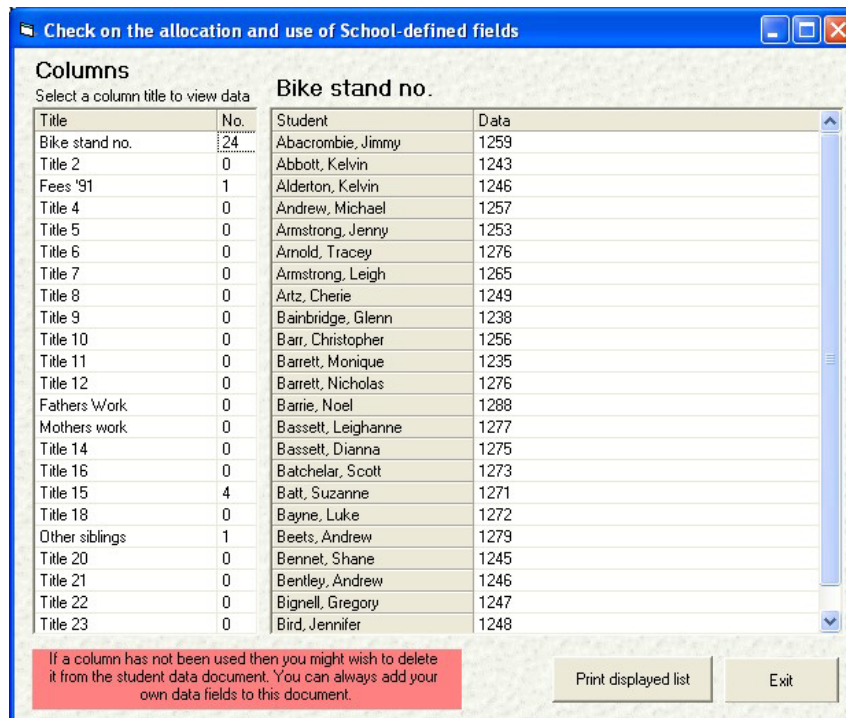 Check on the allocation and use of School-defined fields
Columns
Select a column title to view data
Title No.
Bike stand no. 24
Title 2 0
Fees '91 1
Title 4 0
Title 5 0
Title 6 0
Title 7 0
Title 8 0
Title 9 0
Title 10 0
Title 11 0
Title 12 0
Fathers Work 0
Mothers work 0
Title 14 0
Title 16 0
Title 15 4
Title 18 0
Other siblings 1
Title 20 0
Title 21 0
Title 22 0
Title 23 0
Bike stand no.
Student Data
Abacrombie, Jimmy 1259
Abbott, Kelvin 1243
Alderton, Kelvin 1246
Andrew, Michael 1257
Armstrong, Jenny 1253
Arnold, Tracey 1276
Armstrong, Leigh 1265
Artz, Cherie 1249
Bainbridge, Glenn 1238
Barr, Christopher 1256
Barrett, Monique 1235
Barrett, Nicholas 1276
Barrie, Noel 1288
Bassett, Leighanne 1277
Bassett, Dianna 1275
Batchelar, Scott 1273
Batt, Suzanne 1271
Bayne, Luke 1272
Beets, Andrew 1279
Bennet, Shane 1245
Bentley, Andrew 1246
Bignell, Gregory 1247
Bird, Jennifer 1248
If a column has not been used then you might wish to delete
it from the student data document. You can always add your
own data fields to this document.
Print displayed list
Exit